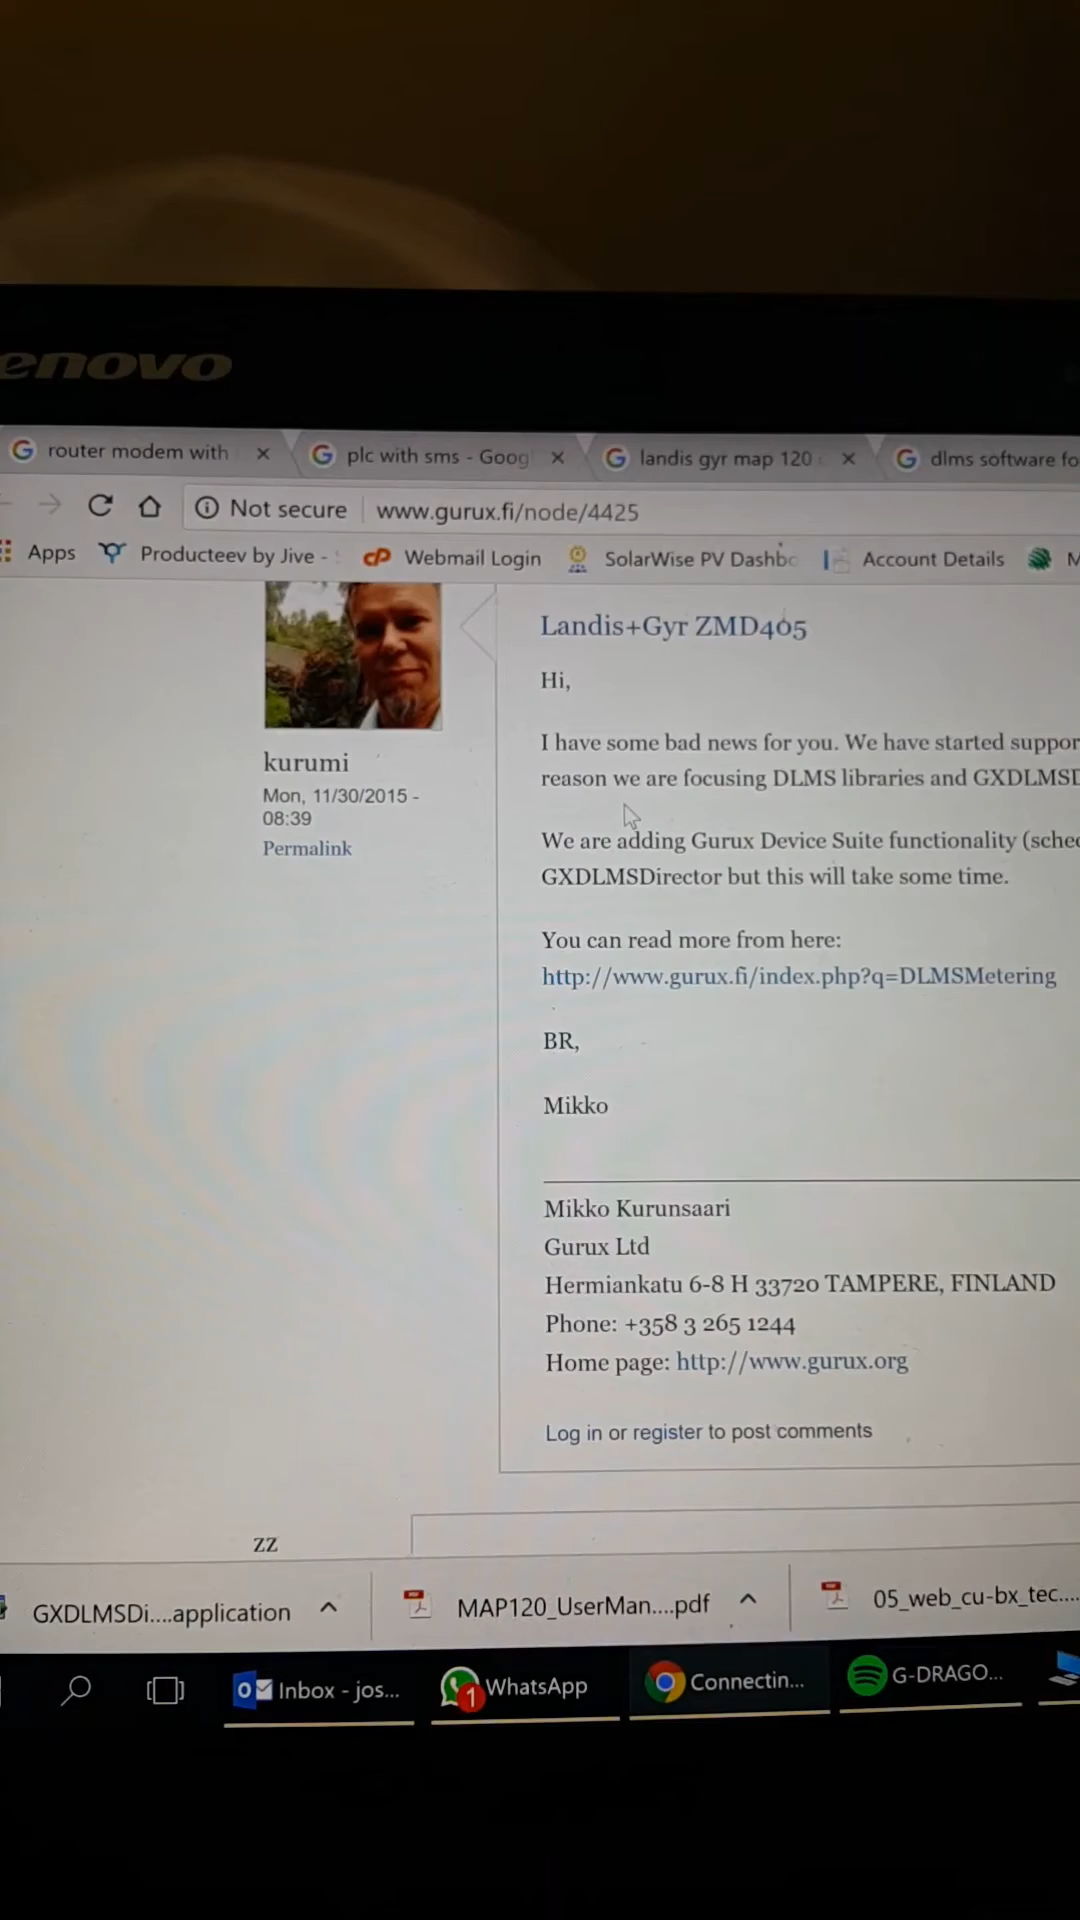 enovo
router modem with
plc with sms - Goog
landis gyr map 120
dlms software fo
Not secure
www.gurux.fi/node/4425
Apps
Producteev by Jive -
Webmail Login
SolarWise PV Dashbo
Account Details
M
Landis+Gyr ZMD405
Hi,
I have some bad news for you. We have started suppor
reason we are focusing DLMS libraries and GXDLMSD
We are adding Gurux Device Suite functionality (sched
GXDLMSDirector but this will take some time.
You can read more from here:
http://www.gurux.fi/index.php?q=DLMSMetering
BR,
Mikko
kurumi
Mon, 11/30/2015 -
08:39
Permalink
Mikko Kurunsaari
Gurux Ltd
Hermiankatu 6-8 H 33720 TAMPERE, FINLAND
Phone: +358 3 265 1244
Home page: http://www.gurux.org
Log in or register to post comments
zz
GXDLMSDi....application
MAP120_UserMan....pdf
05_web_cu-bx_tec....
Inbox - jos...
1
WhatsApp
Connectin...
G-DRAGO...